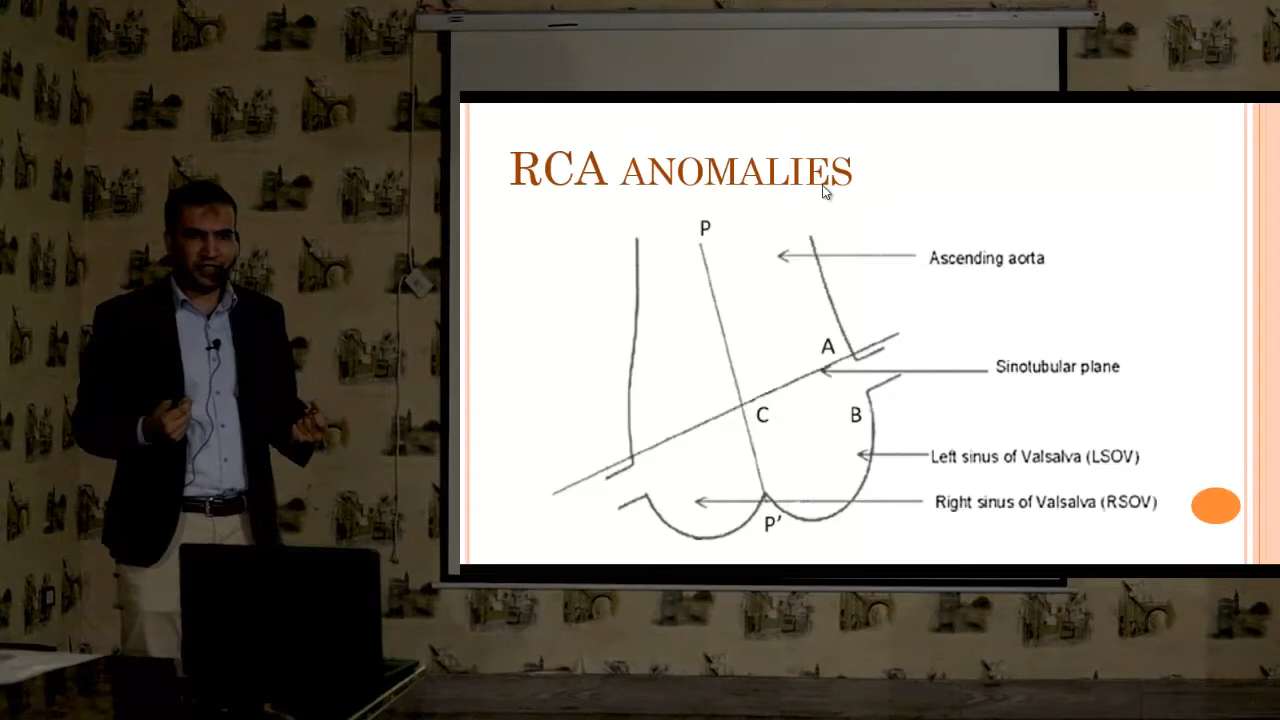 RCA ANOMALIES
P
Ascending aorta
A
Sinotubular plane
C
B
Left sinus of Valsalva (LSOV)
Right sinus of Valsalva (RSOV)
P'